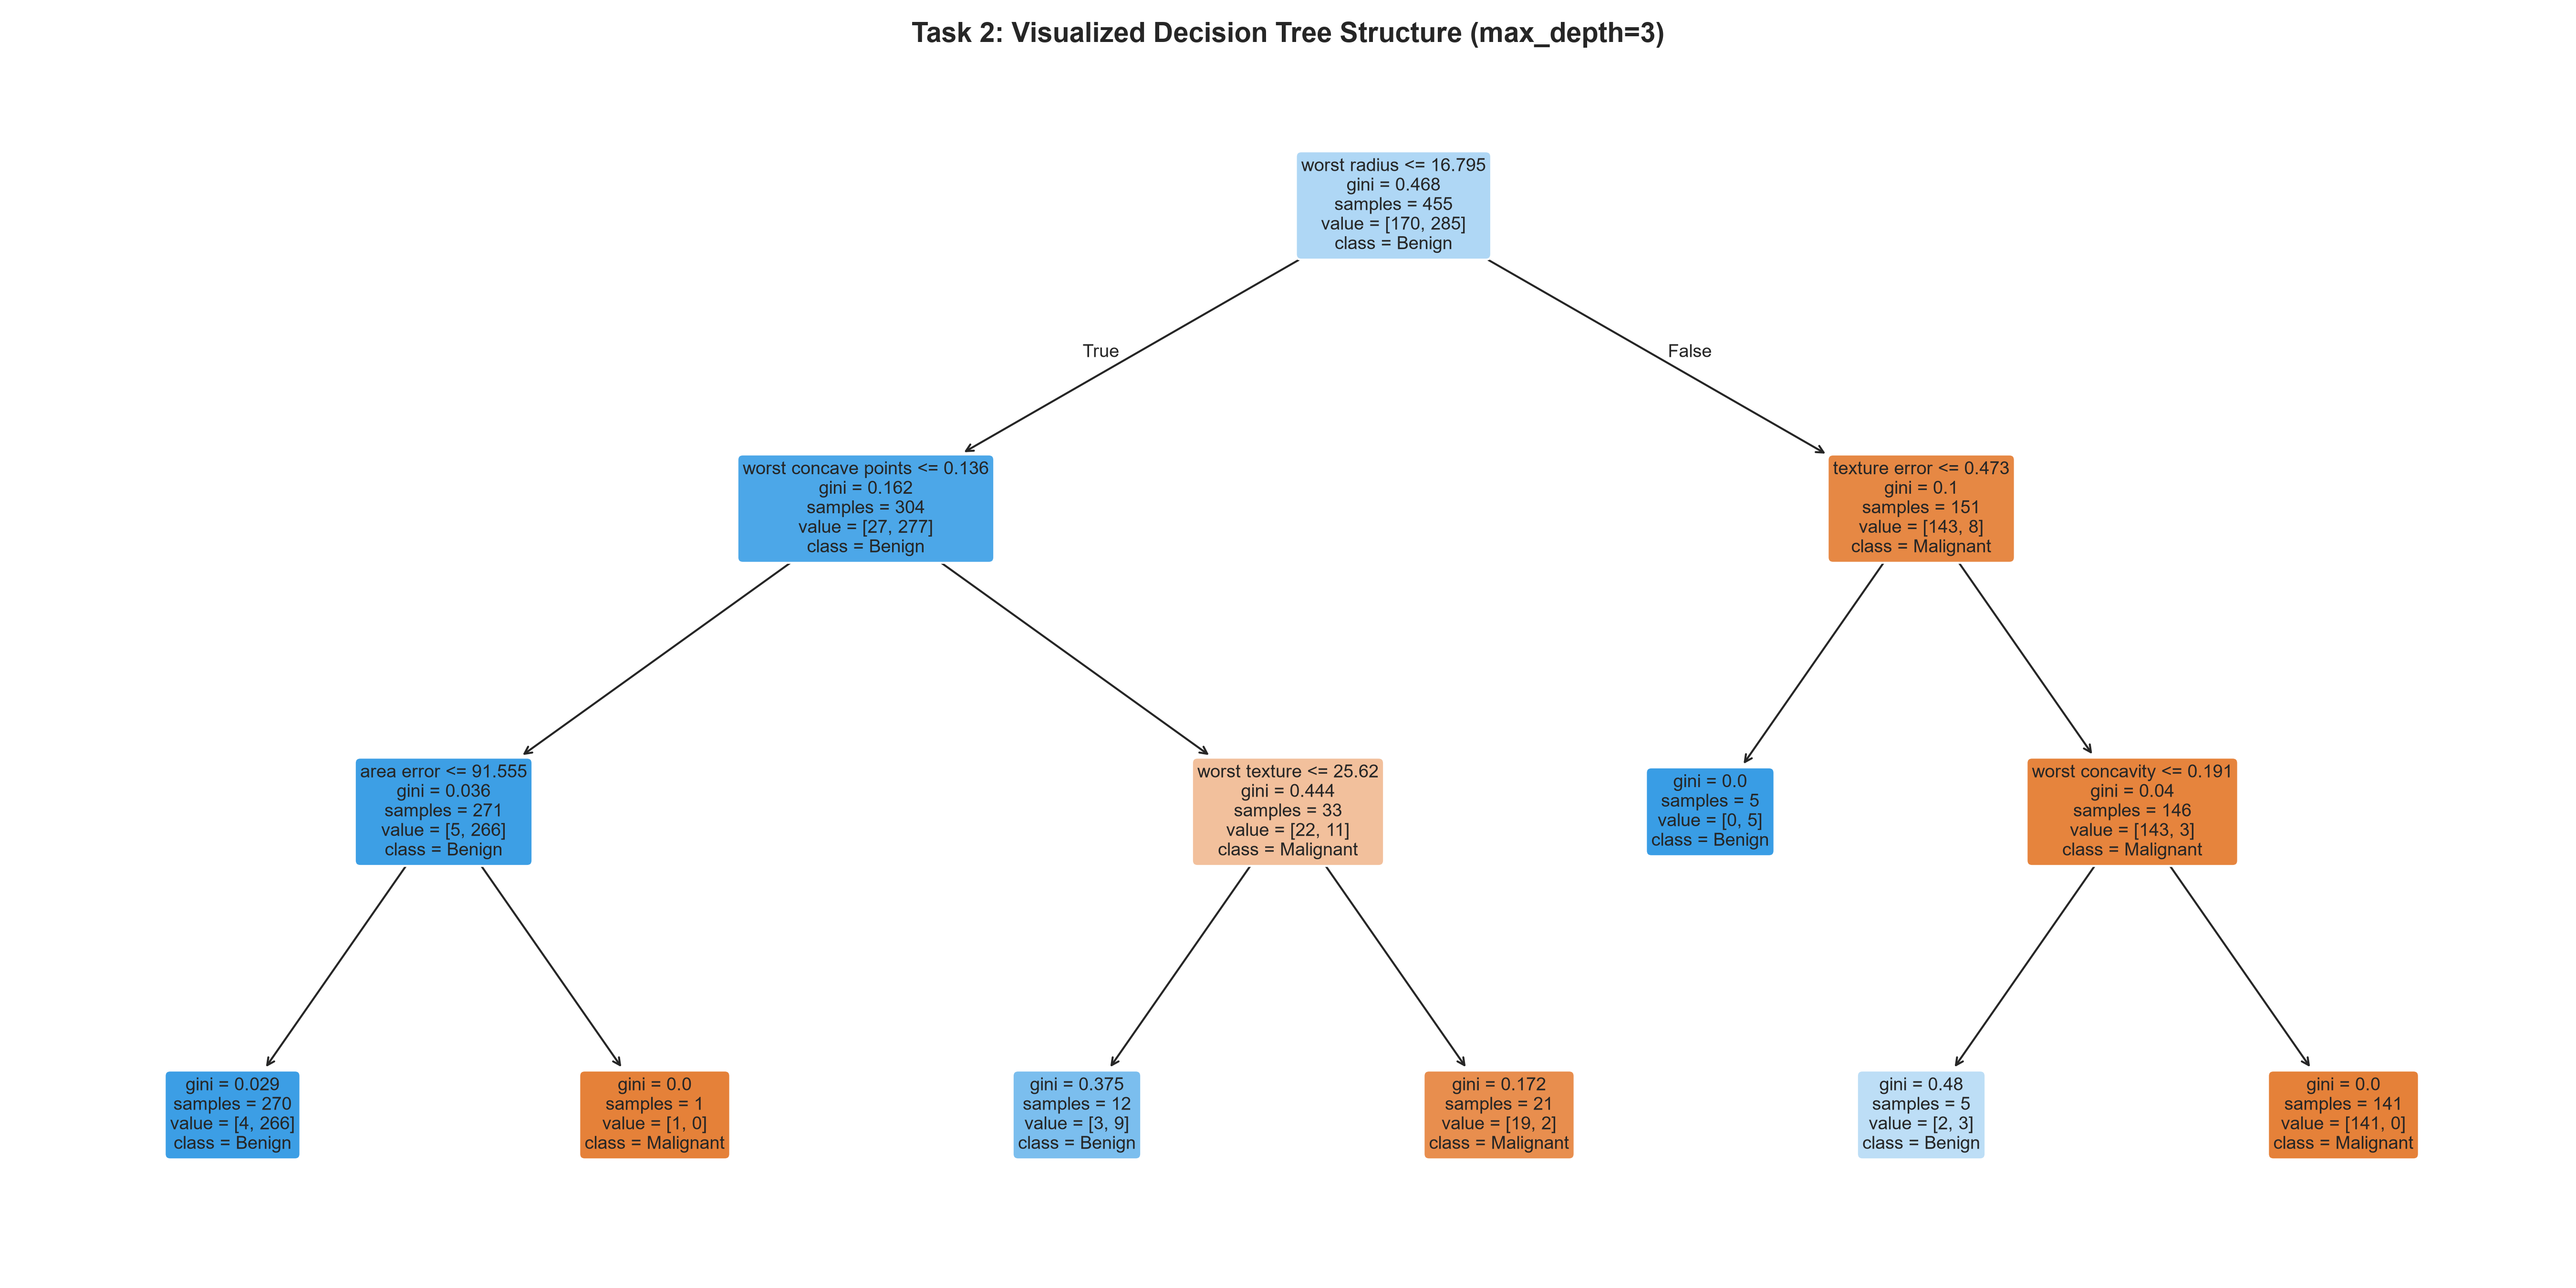 Task 2: Visualized Decision Tree Structure (max_depth=3)
worst radius <= 16.795
gini = 0.468
samples = 455
value = [170, 285]
class = Benign
True
False
worst concave points <= 0.136
gini = 0.162
samples = 304
value = [27, 277]
class = Benign
texture error <= 0.473
gini = 0.1
samples = 151
value = [143, 8]
class = Malignant
area error <= 91.555
gini = 0.036
samples = 271
value = [5, 266]
class = Benign
worst texture <= 25.62
gini = 0.444
samples = 33
value = [22, 11]
class = Malignant
gini = 0.0
samples = 5
value = [0, 5]
class = Benign
worst concavity <= 0.191
gini = 0.04
samples = 146
value = [143, 3]
class = Malignant
gini = 0.029
samples = 270
value = [4, 266]
class = Benign
gini = 0.0
samples = 1
value = [1, 0]
class = Malignant
gini = 0.375
samples = 12
value = [3, 9]
class = Benign
gini = 0.172
samples = 21
value = [19, 2]
class = Malignant
gini = 0.48
samples = 5
value = [2, 3]
class = Benign
gini = 0.0
samples = 141
value = [141, 0]
class = Malignant